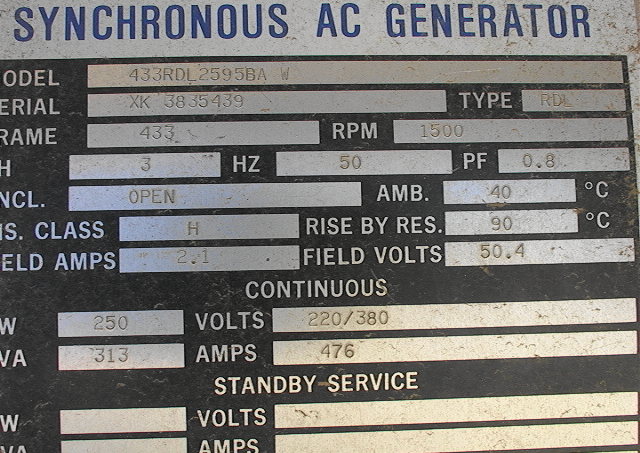 SYNCHRONOUS AC GENERATOR
ODEL 433RDL2595BA W
ERIAL XK 3835439 TYPE RDL
RAME 433 RPM 1500
H 3 HZ 50 PF 0.8
NCL. OPEN AMB. 40 °C
IS. CLASS H RISE BY RES. 90 °C
ELD AMPS 2.1 FIELD VOLTS 50.4
CONTINUOUS
W 250 VOLTS 220/380
VA 313 AMPS 476
STANDBY SERVICE
W VOLTS
VA AMPS